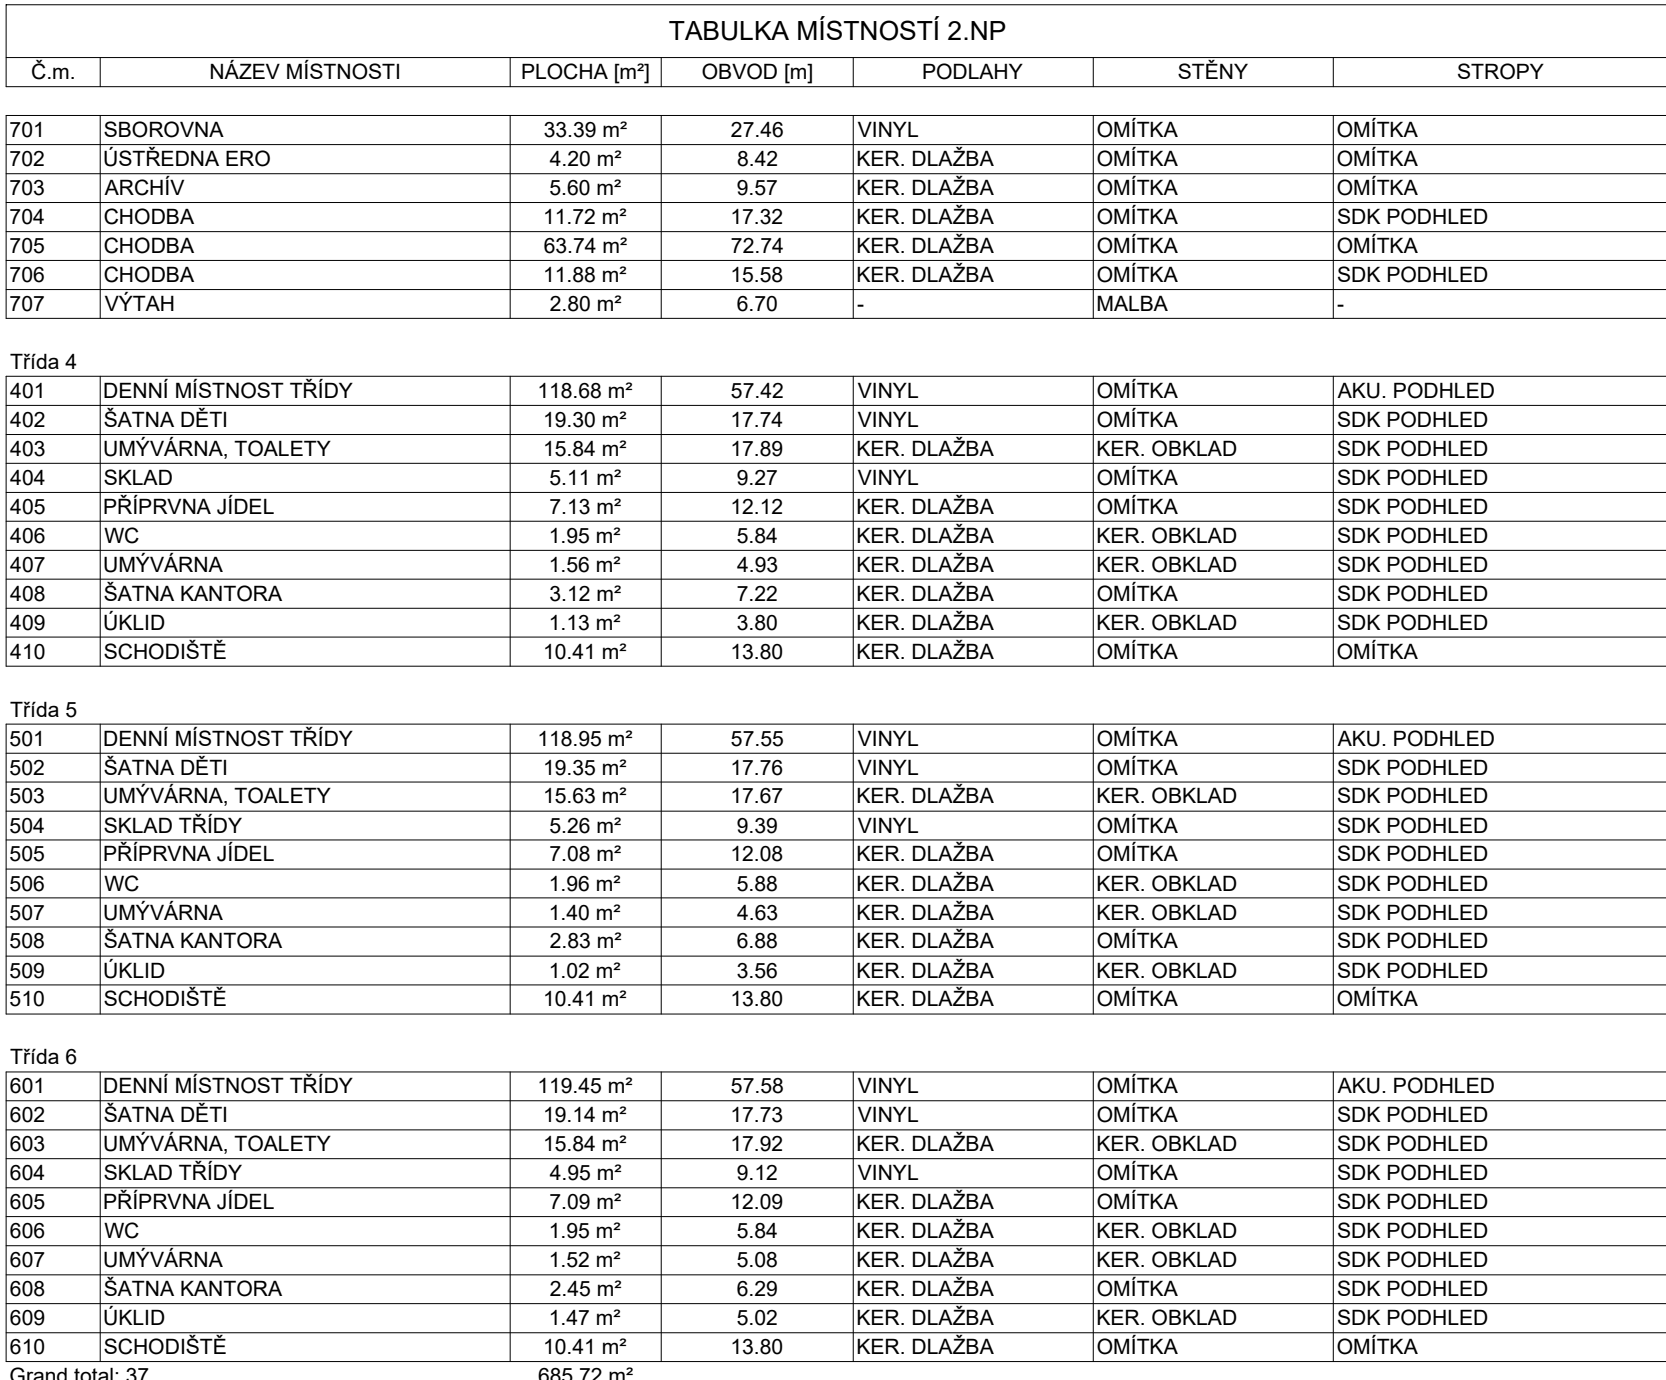 TABULKA MÍSTNOSTÍ 2.NP
Č.m. NÁZEV MÍSTNOSTI PLOCHA [m²] OBVOD [m] PODLAHY STĚNY STROPY
701 SBOROVNA 33.39 m² 27.46 VINYL OMÍTKA OMÍTKA
702 ÚSTŘEDNA ERO 4.20 m² 8.42 KER. DLAŽBA OMÍTKA OMÍTKA
703 ARCHÍV 5.60 m² 9.57 KER. DLAŽBA OMÍTKA OMÍTKA
704 CHODBA 11.72 m² 17.32 KER. DLAŽBA OMÍTKA SDK PODHLED
705 CHODBA 63.74 m² 72.74 KER. DLAŽBA OMÍTKA OMÍTKA
706 CHODBA 11.88 m² 15.58 KER. DLAŽBA OMÍTKA SDK PODHLED
707 VÝTAH 2.80 m² 6.70 - MALBA -
Třída 4
401 DENNÍ MÍSTNOST TŘÍDY 118.68 m² 57.42 VINYL OMÍTKA AKU. PODHLED
402 ŠATNA DĚTI 19.30 m² 17.74 VINYL OMÍTKA SDK PODHLED
403 UMÝVÁRNA, TOALETY 15.84 m² 17.89 KER. DLAŽBA KER. OBKLAD SDK PODHLED
404 SKLAD 5.11 m² 9.27 VINYL OMÍTKA SDK PODHLED
405 PŘÍPRVNA JÍDEL 7.13 m² 12.12 KER. DLAŽBA OMÍTKA SDK PODHLED
406 WC 1.95 m² 5.84 KER. DLAŽBA KER. OBKLAD SDK PODHLED
407 UMÝVÁRNA 1.56 m² 4.93 KER. DLAŽBA KER. OBKLAD SDK PODHLED
408 ŠATNA KANTORA 3.12 m² 7.22 KER. DLAŽBA OMÍTKA SDK PODHLED
409 ÚKLID 1.13 m² 3.80 KER. DLAŽBA KER. OBKLAD SDK PODHLED
410 SCHODIŠTĚ 10.41 m² 13.80 KER. DLAŽBA OMÍTKA OMÍTKA
Třída 5
501 DENNÍ MÍSTNOST TŘÍDY 118.95 m² 57.55 VINYL OMÍTKA AKU. PODHLED
502 ŠATNA DĚTI 19.35 m² 17.76 VINYL OMÍTKA SDK PODHLED
503 UMÝVÁRNA, TOALETY 15.63 m² 17.67 KER. DLAŽBA KER. OBKLAD SDK PODHLED
504 SKLAD TŘÍDY 5.26 m² 9.39 VINYL OMÍTKA SDK PODHLED
505 PŘÍPRVNA JÍDEL 7.08 m² 12.08 KER. DLAŽBA OMÍTKA SDK PODHLED
506 WC 1.96 m² 5.88 KER. DLAŽBA KER. OBKLAD SDK PODHLED
507 UMÝVÁRNA 1.40 m² 4.63 KER. DLAŽBA KER. OBKLAD SDK PODHLED
508 ŠATNA KANTORA 2.83 m² 6.88 KER. DLAŽBA OMÍTKA SDK PODHLED
509 ÚKLID 1.02 m² 3.56 KER. DLAŽBA KER. OBKLAD SDK PODHLED
510 SCHODIŠTĚ 10.41 m² 13.80 KER. DLAŽBA OMÍTKA OMÍTKA
Třída 6
601 DENNÍ MÍSTNOST TŘÍDY 119.45 m² 57.58 VINYL OMÍTKA AKU. PODHLED
602 ŠATNA DĚTI 19.14 m² 17.73 VINYL OMÍTKA SDK PODHLED
603 UMÝVÁRNA, TOALETY 15.84 m² 17.92 KER. DLAŽBA KER. OBKLAD SDK PODHLED
604 SKLAD TŘÍDY 4.95 m² 9.12 VINYL OMÍTKA SDK PODHLED
605 PŘÍPRVNA JÍDEL 7.09 m² 12.09 KER. DLAŽBA OMÍTKA SDK PODHLED
606 WC 1.95 m² 5.84 KER. DLAŽBA KER. OBKLAD SDK PODHLED
607 UMÝVÁRNA 1.52 m² 5.08 KER. DLAŽBA KER. OBKLAD SDK PODHLED
608 ŠATNA KANTORA 2.45 m² 6.29 KER. DLAŽBA OMÍTKA SDK PODHLED
609 ÚKLID 1.47 m² 5.02 KER. DLAŽBA KER. OBKLAD SDK PODHLED
610 SCHODIŠTĚ 10.41 m² 13.80 KER. DLAŽBA OMÍTKA OMÍTKA
Grand total: 37 685.72 m²